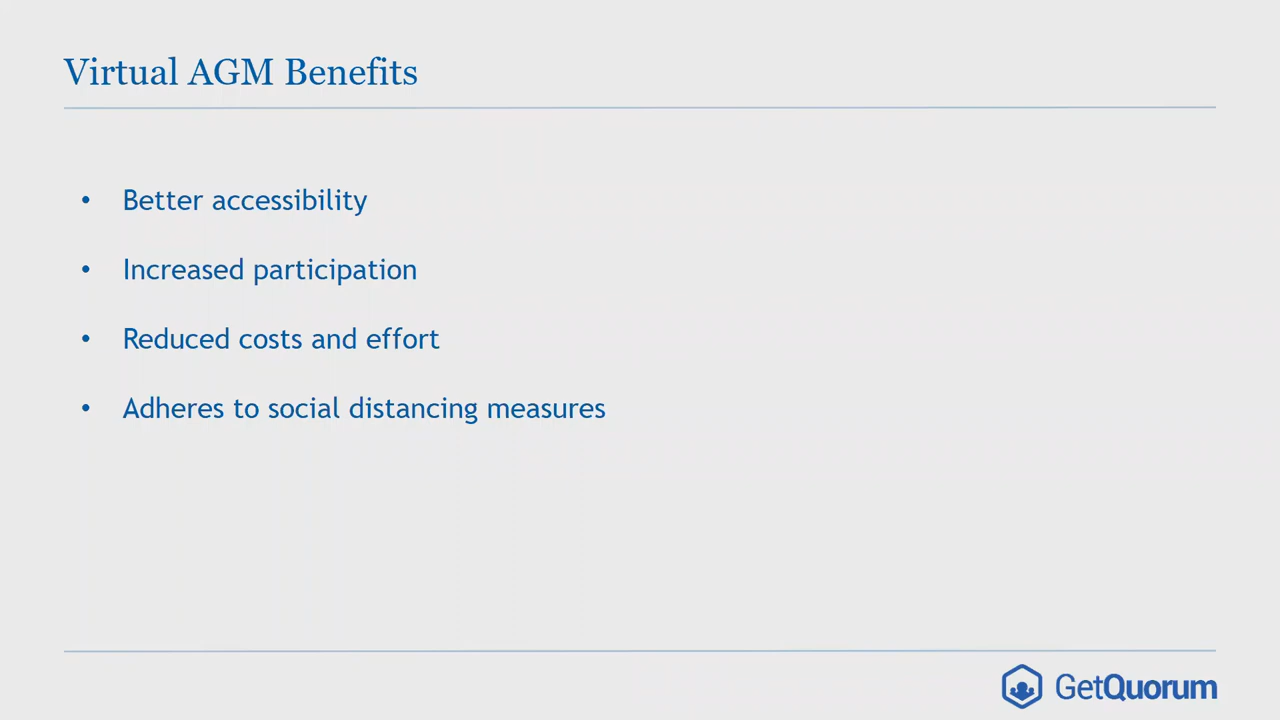 Virtual AGM Benefits
• Better accessibility
• Increased participation
• Reduced costs and effort
• Adheres to social distancing measures
GetQuorum